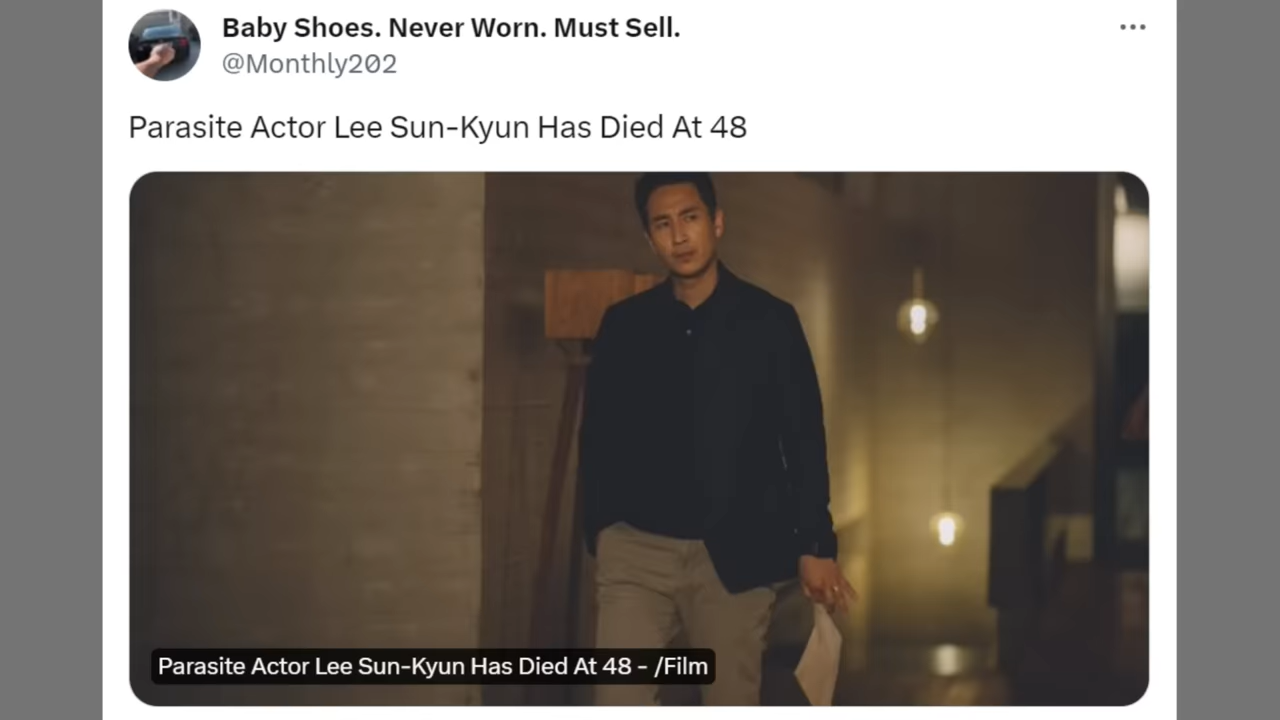 Baby Shoes. Never Worn. Must Sell.
@Monthly202
Parasite Actor Lee Sun-Kyun Has Died At 48
Parasite Actor Lee Sun-Kyun Has Died At 48 - /Film